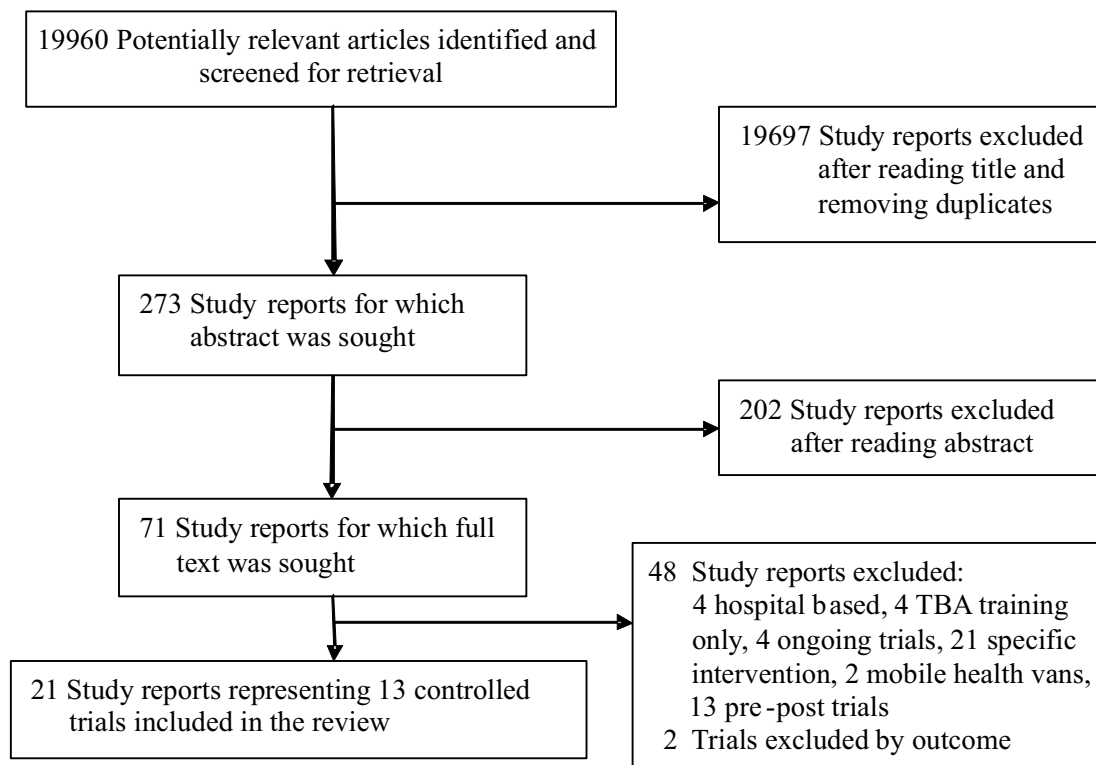 19960 Potentially relevant articles identified and
screened for retrieval
19697 Study reports excluded
after reading title and
removing duplicates
273 Study reports for which
abstract was sought
202 Study reports excluded
after reading abstract
71 Study reports for which full
text was sought
48 Study reports excluded:
4 hospital based, 4 TBA training
only, 4 ongoing trials, 21 specific
intervention, 2 mobile health vans,
13 pre-post trials
2 Trials excluded by outcome
21 Study reports representing 13 controlled
trials included in the review